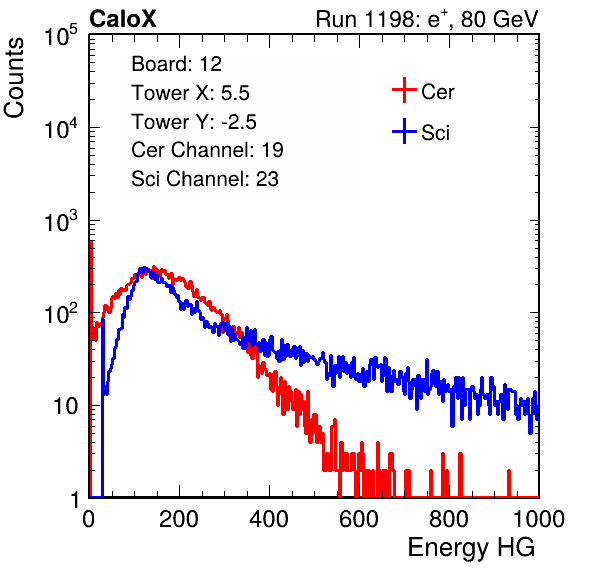 CaloX Run 1198: e+, 80 GeV
Counts
Board: 12
Tower X: 5.5
Tower Y: -2.5
Cer Channel: 19
Sci Channel: 23
Cer
Sci
10^5
10^4
10^3
10^2
10
1
0 200 400 600 800 1000
Energy HG